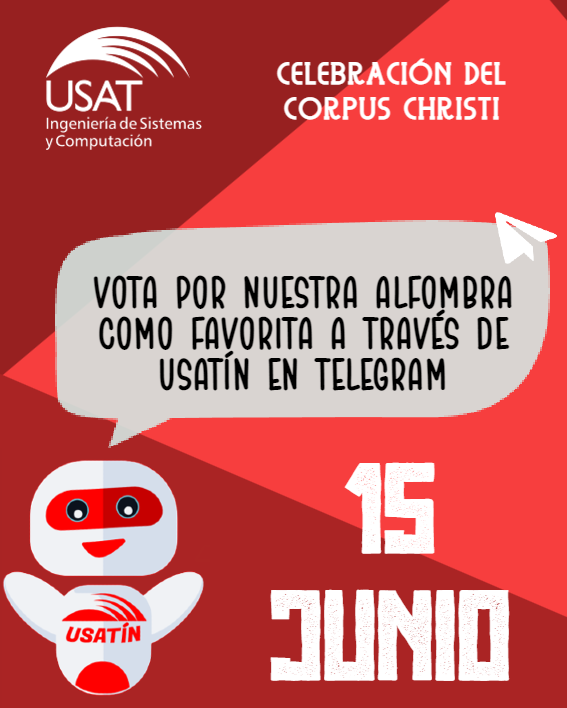 USAT
Ingeniería de Sistemas
y Computación
CELEBRACIÓN DEL
CORPUS CHRISTI
VOTA POR NUESTRA ALFOMBRA
COMO FAVORITA A TRAVÉS DE
USATÍN EN TELEGRAM
15
JUNIO
USATÍN